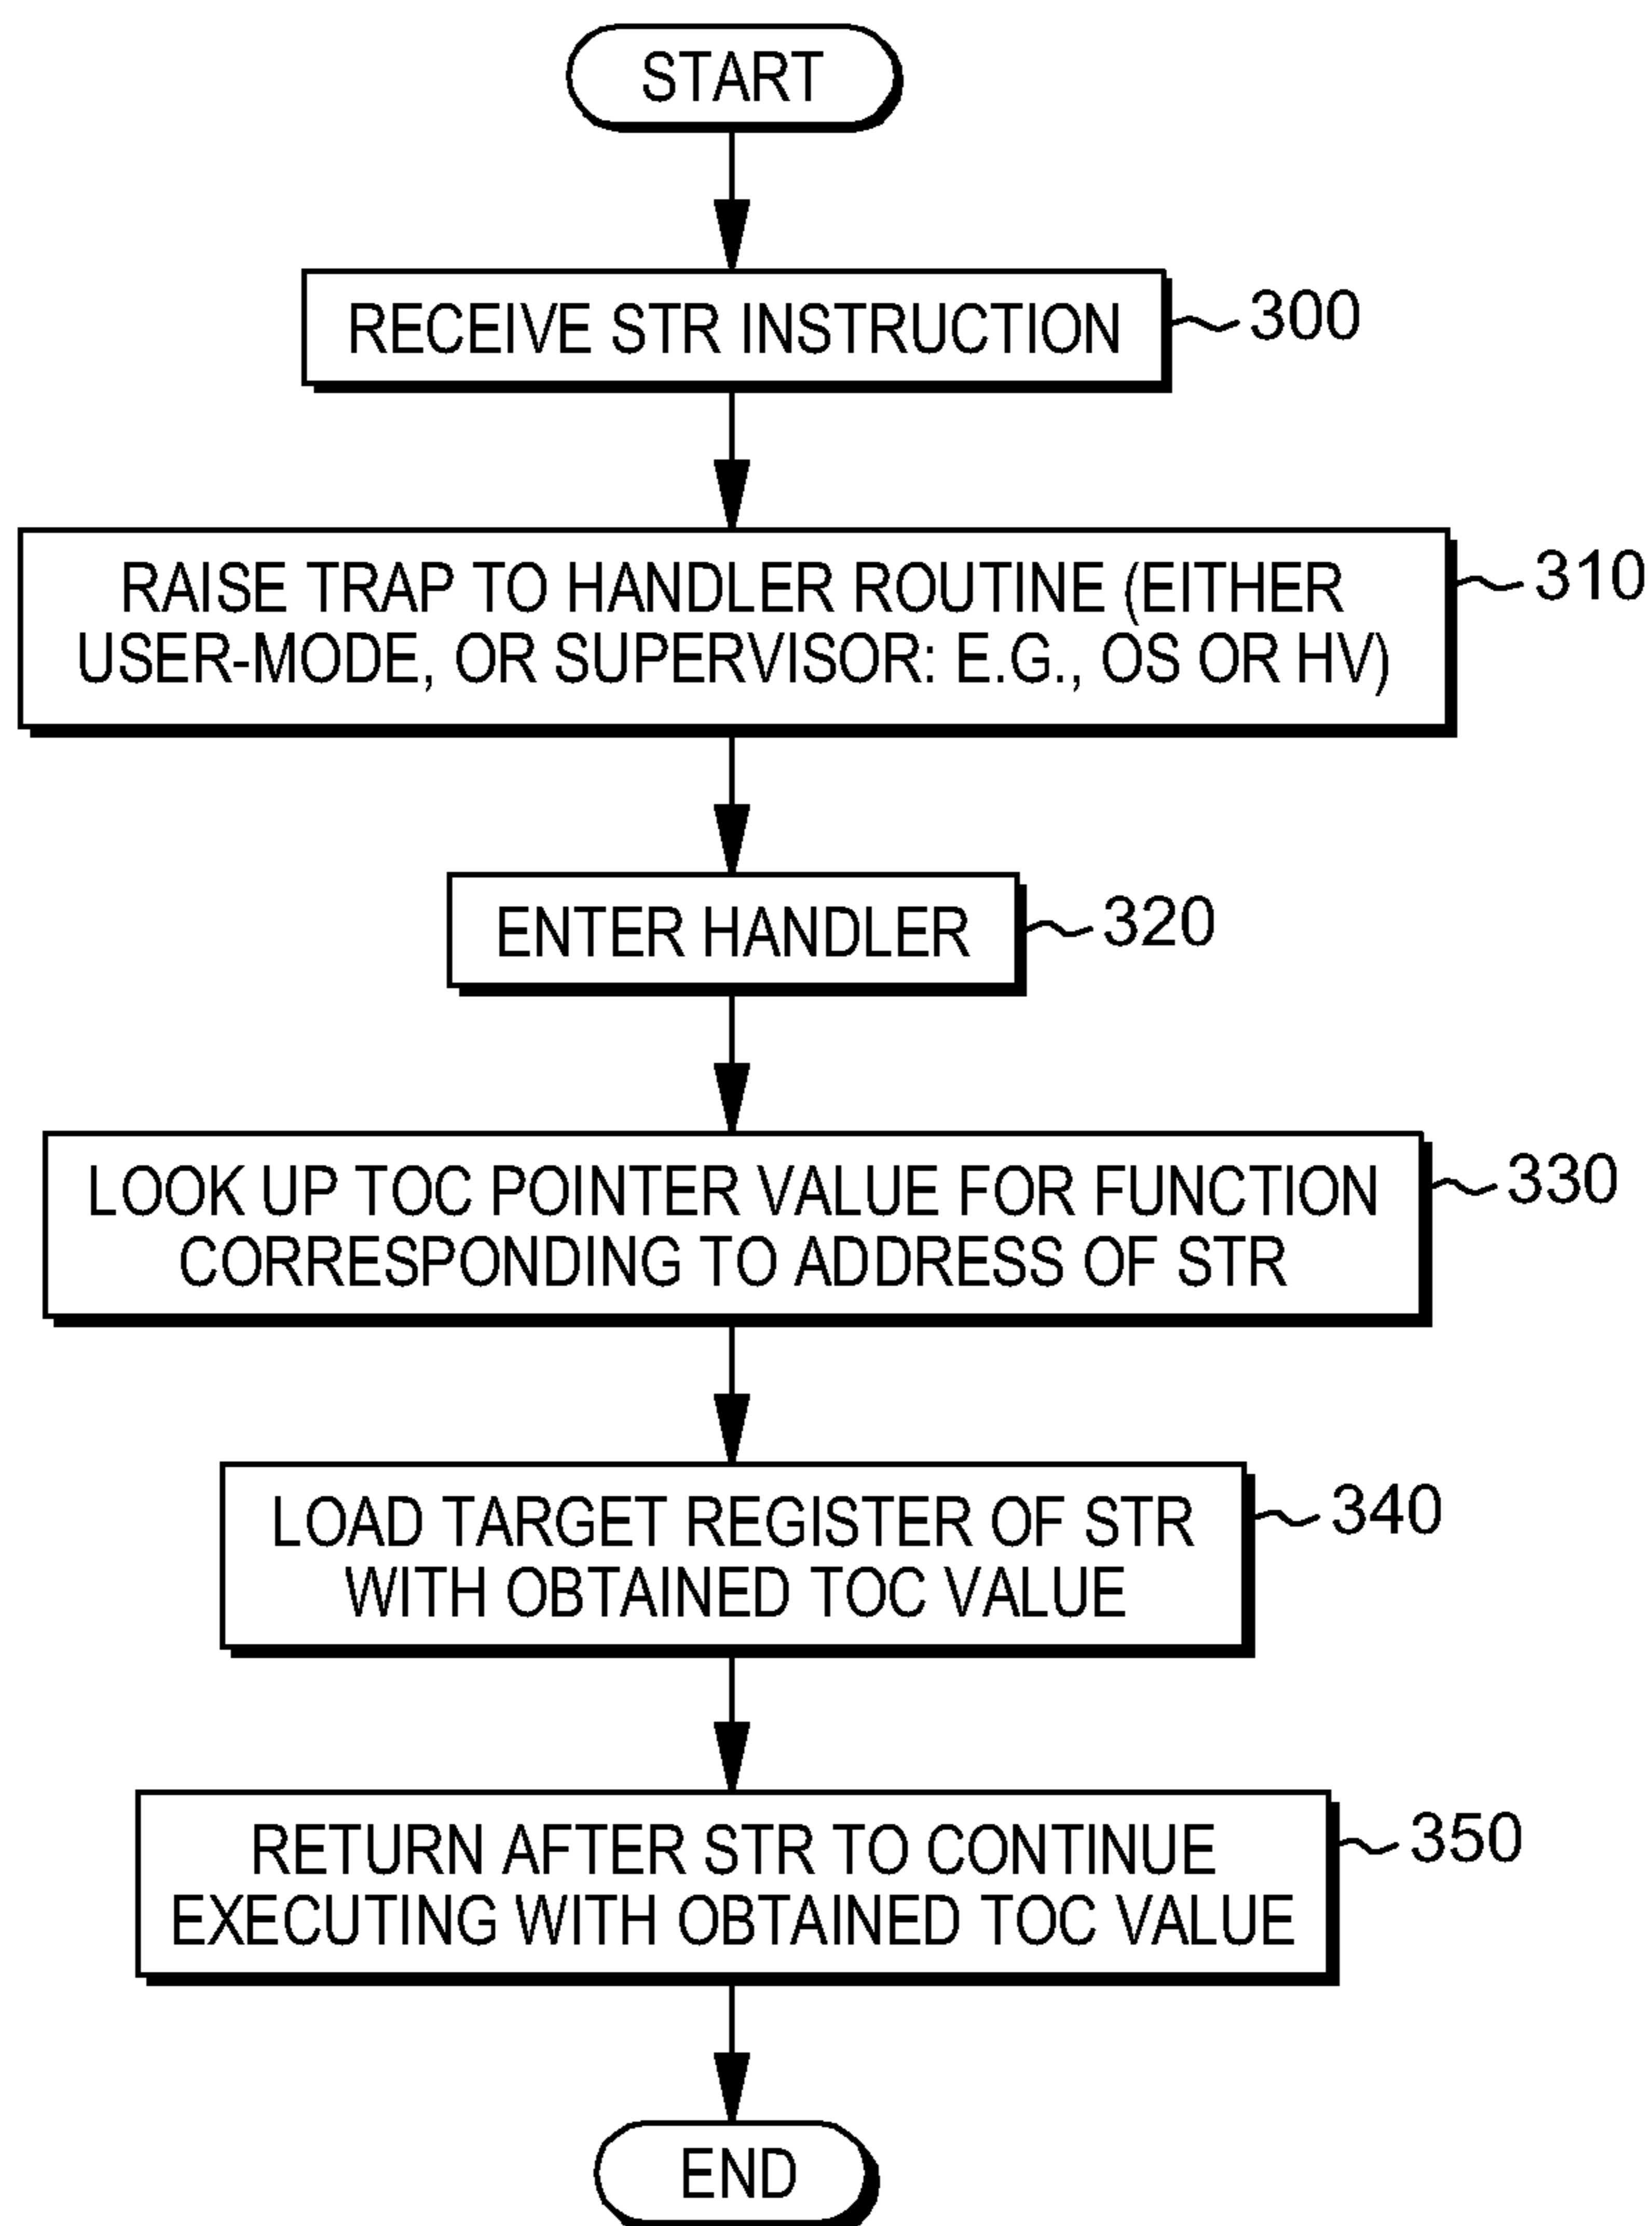 START
RECEIVE STR INSTRUCTION
300
RAISE TRAP TO HANDLER ROUTINE (EITHER
USER-MODE, OR SUPERVISOR: E.G., OS OR HV)
310
ENTER HANDLER
320
LOOK UP TOC POINTER VALUE FOR FUNCTION
CORRESPONDING TO ADDRESS OF STR
330
LOAD TARGET REGISTER OF STR
WITH OBTAINED TOC VALUE
340
RETURN AFTER STR TO CONTINUE
EXECUTING WITH OBTAINED TOC VALUE
350
END